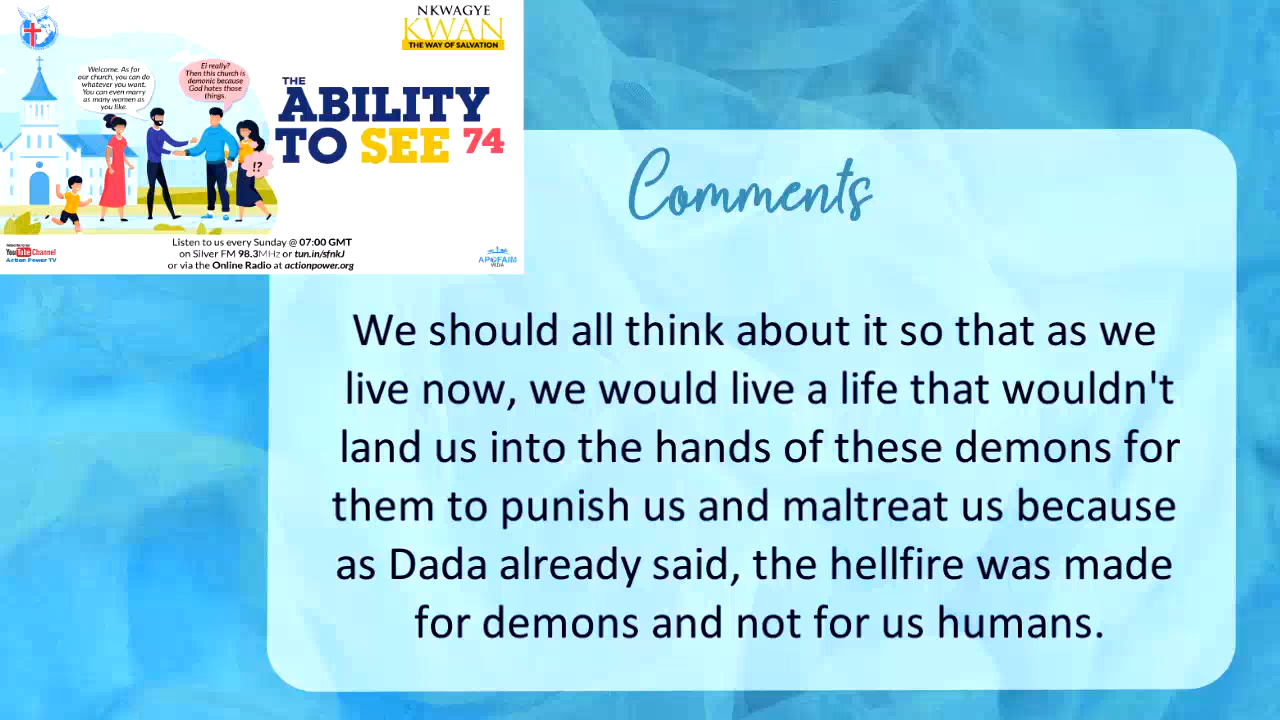 NKWAGYE
KWAN
THE WAY OF SALVATION
Welcome. As for
our church, you can do
whatever you want.
You can even marry
as many women as
you like.
Ei really?
Then this church is
demonic because
God hates those
things.
!?
THE
ABILITY
TO SEE 74
Listen to us every Sunday @ 07:00 GMT
on Silver FM 98.3MHz or tun.in/sfnkJ
or via the Online Radio at actionpower.org
YouTube Channel
Action Power TV
APOFAIM
Comments
We should all think about it so that as we
live now, we would live a life that wouldn't
land us into the hands of these demons for
them to punish us and maltreat us because
as Dada already said, the hellfire was made
for demons and not for us humans.